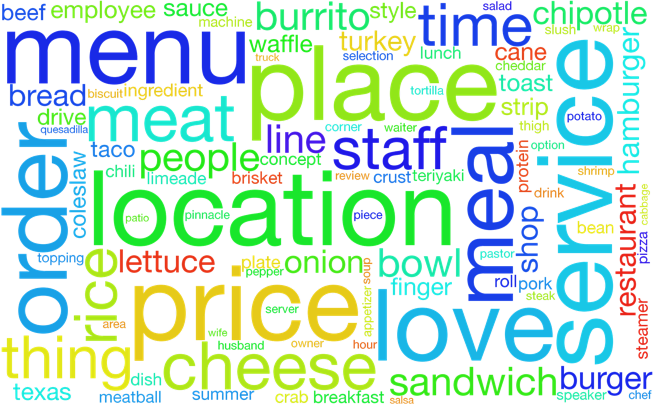 beef
employee
sauce
machine
burrito
style
time
salad
chipotle
menu
waffle
turkey
selection
lunch
cane
slush
wrap
truck
place
cheddar
toast
service
hamburger
bread
biscuit
ingredient
tortilla
strip
potato
drive
quesadilla
meat
line
corner
waiter
thigh
order
taco
people
concept
staff
meal
protein
option
coleslaw
chili
limeade
brisket
review
crust
teriyaki
shrimp
location
drink
cabbage
patio
pinnacle
piece
shop
restaurant
bean
topping
rice
lettuce
plate
pepper
onion
soup
bowl
pastor
roll
pork
pizza
steamer
price
appetizer
finger
steak
area
server
love
thing
wife
husband
owner
hour
cheese
sandwich
burger
texas
dish
meatball
summer
crab
breakfast
salsa
speaker
chef